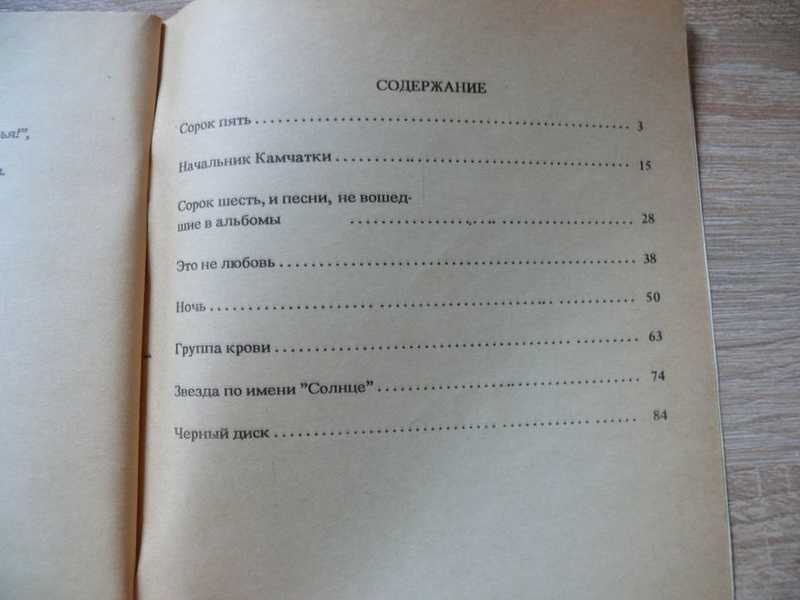 ья!",
СОДЕРЖАНИЕ
Сорок пять 3
Начальник Камчатки 15
Сорок шесть, и песни, не вошед-
шие в альбомы 28
Это не любовь 38
Ночь 50
Группа крови 63
Звезда по имени "Солнце" 74
Черный диск 84